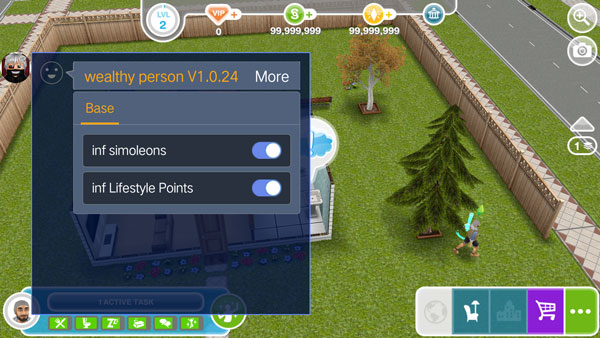 LVL
2
VIP
0
99,999,999
99,999,999
wealthy person V1.0.24
More
Base
inf simoleons
inf Lifestyle Points
1
1 ACTIVE TASK